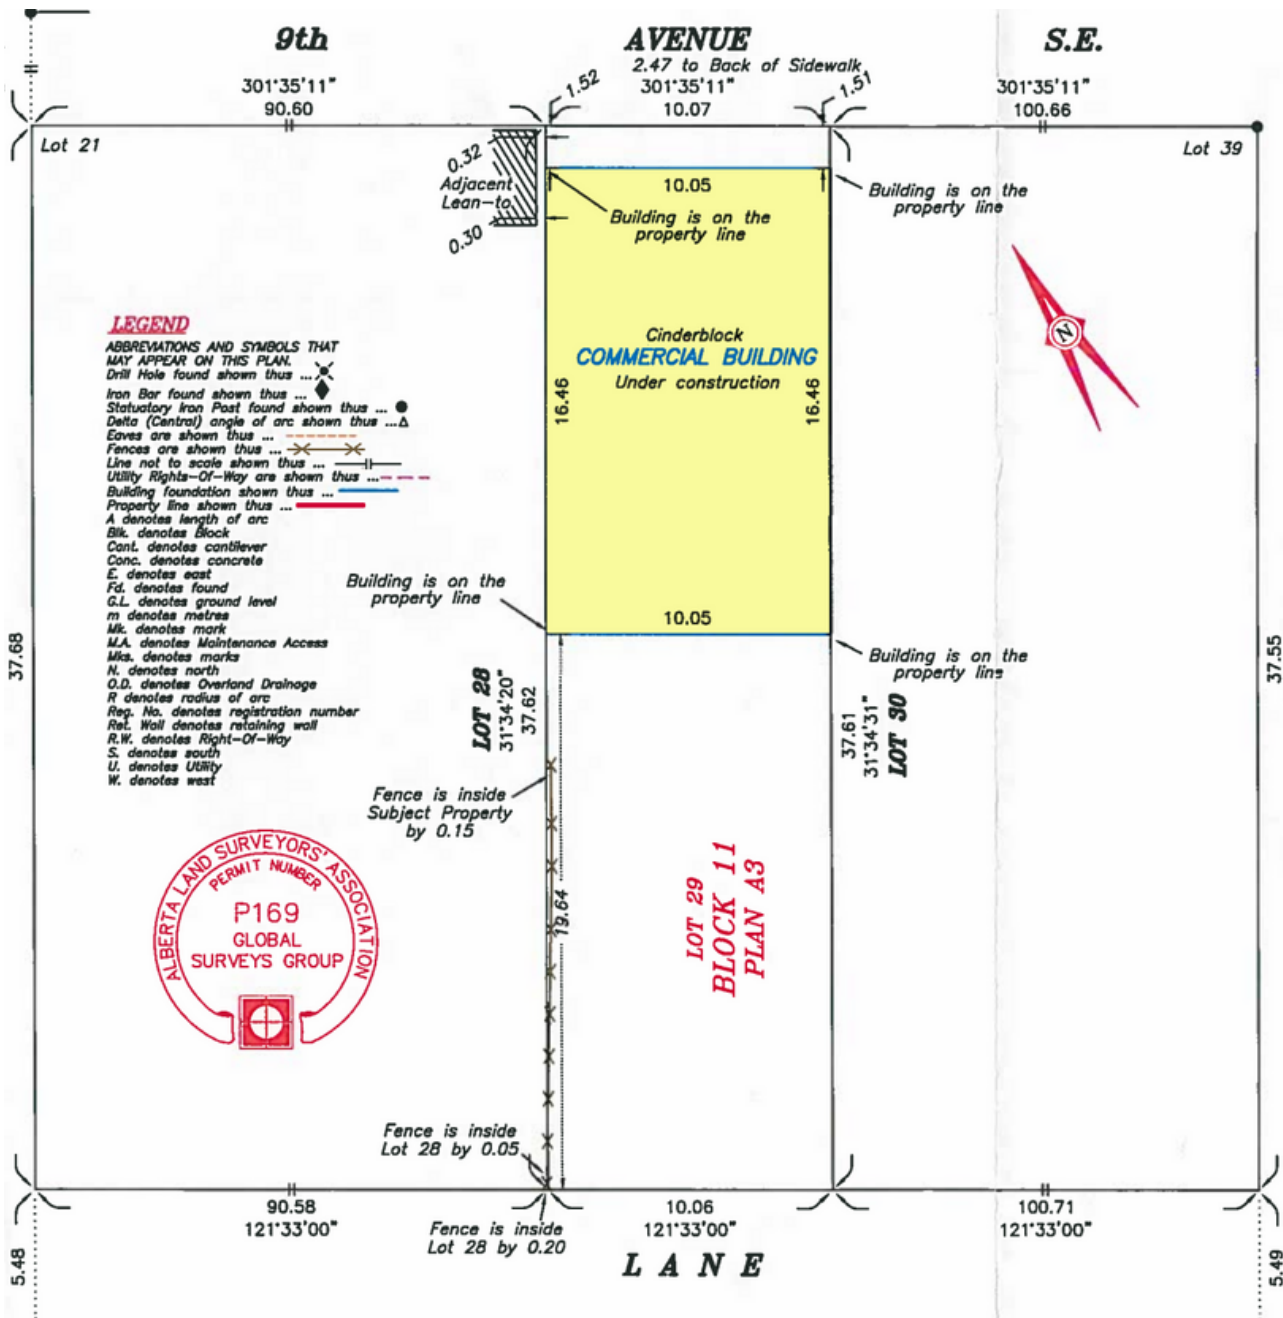 9th AVENUE S.E.
2.47 to Back of Sidewalk
301°35'11"
90.60
1.52
301°35'11"
10.07
1.51
301°35'11"
100.66
Lot 21
Lot 39
0.32
Adjacent
Lean-to
0.30
10.05
Building is on the
property line
Building is on the
property line
N
Cinderblock
COMMERCIAL BUILDING
Under construction
16.46
16.46
LEGEND
ABBREVIATIONS AND SYMBOLS THAT
MAY APPEAR ON THIS PLAN.
Drill Hole found shown thus ...
Iron Bar found shown thus ...
Statuatory Iron Post found shown thus ...
Delta (Central) angle of arc shown thus ... Δ
Eaves are shown thus ...
Fences are shown thus ...
Line not to scale shown thus ...
Utility Rights-Of-Way are shown thus ...
Building foundation shown thus ...
Property line shown thus ...
A denotes length of arc
Blk. denotes Block
Cant. denotes cantilever
Conc. denotes concrete
E. denotes east
Fd. denotes found
G.L. denotes ground level
m denotes metres
Mk. denotes mark
M.A. denotes Maintenance Access
Mks. denotes marks
N. denotes north
O.D. denotes Overland Drainage
R denotes radius of arc
Reg. No. denotes registration number
Ret. Wall denotes retaining wall
R.W. denotes Right-Of-Way
S. denotes south
U. denotes Utility
W. denotes west
Building is on the
property line
10.05
Building is on the
property line
37.68
37.55
LOT 28
31°34'20"
37.62
37.61
31°34'31"
LOT 30
Fence is inside
Subject Property
by 0.15
19.64
LOT 29
BLOCK 11
PLAN A3
ALBERTA LAND SURVEYORS' ASSOCIATION
PERMIT NUMBER
P169
GLOBAL
SURVEYS GROUP
Fence is inside
Lot 28 by 0.05
90.58
121°33'00"
10.06
121°33'00"
100.71
121°33'00"
Fence is inside
Lot 28 by 0.20
LANE
5.48
5.49